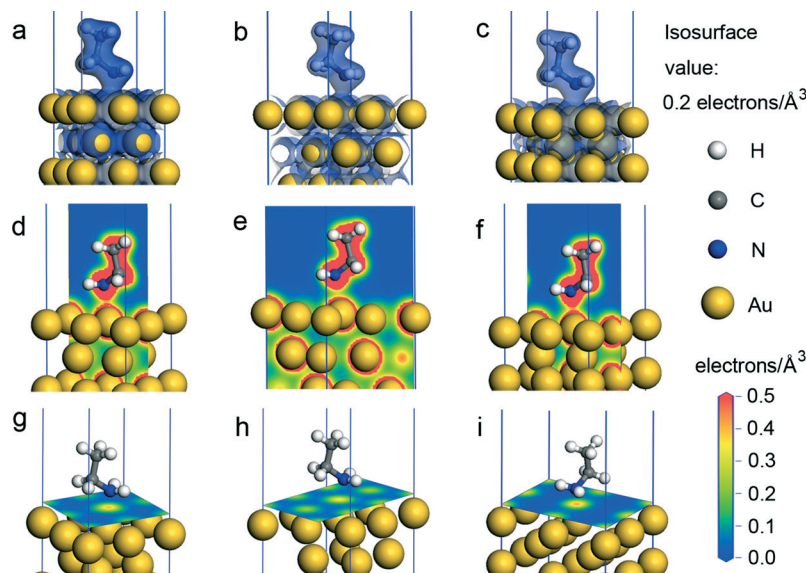 a
b
c
Isosurface
value:
0.2 electrons/Å³
H
C
N
Au
d
e
f
electrons/Å³
0.5
0.4
0.3
0.2
0.1
0.0
g
h
i